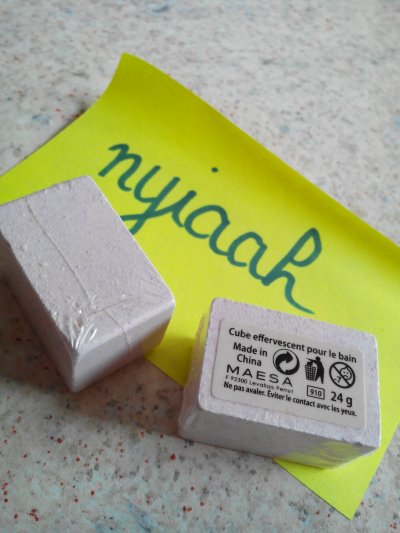 nyiaah
Cube effervescent pour le bain
Made in
China
MAESA
F 92300 Levallois Perret
910 24 g
Ne pas avaler. Éviter le contact avec les yeux.